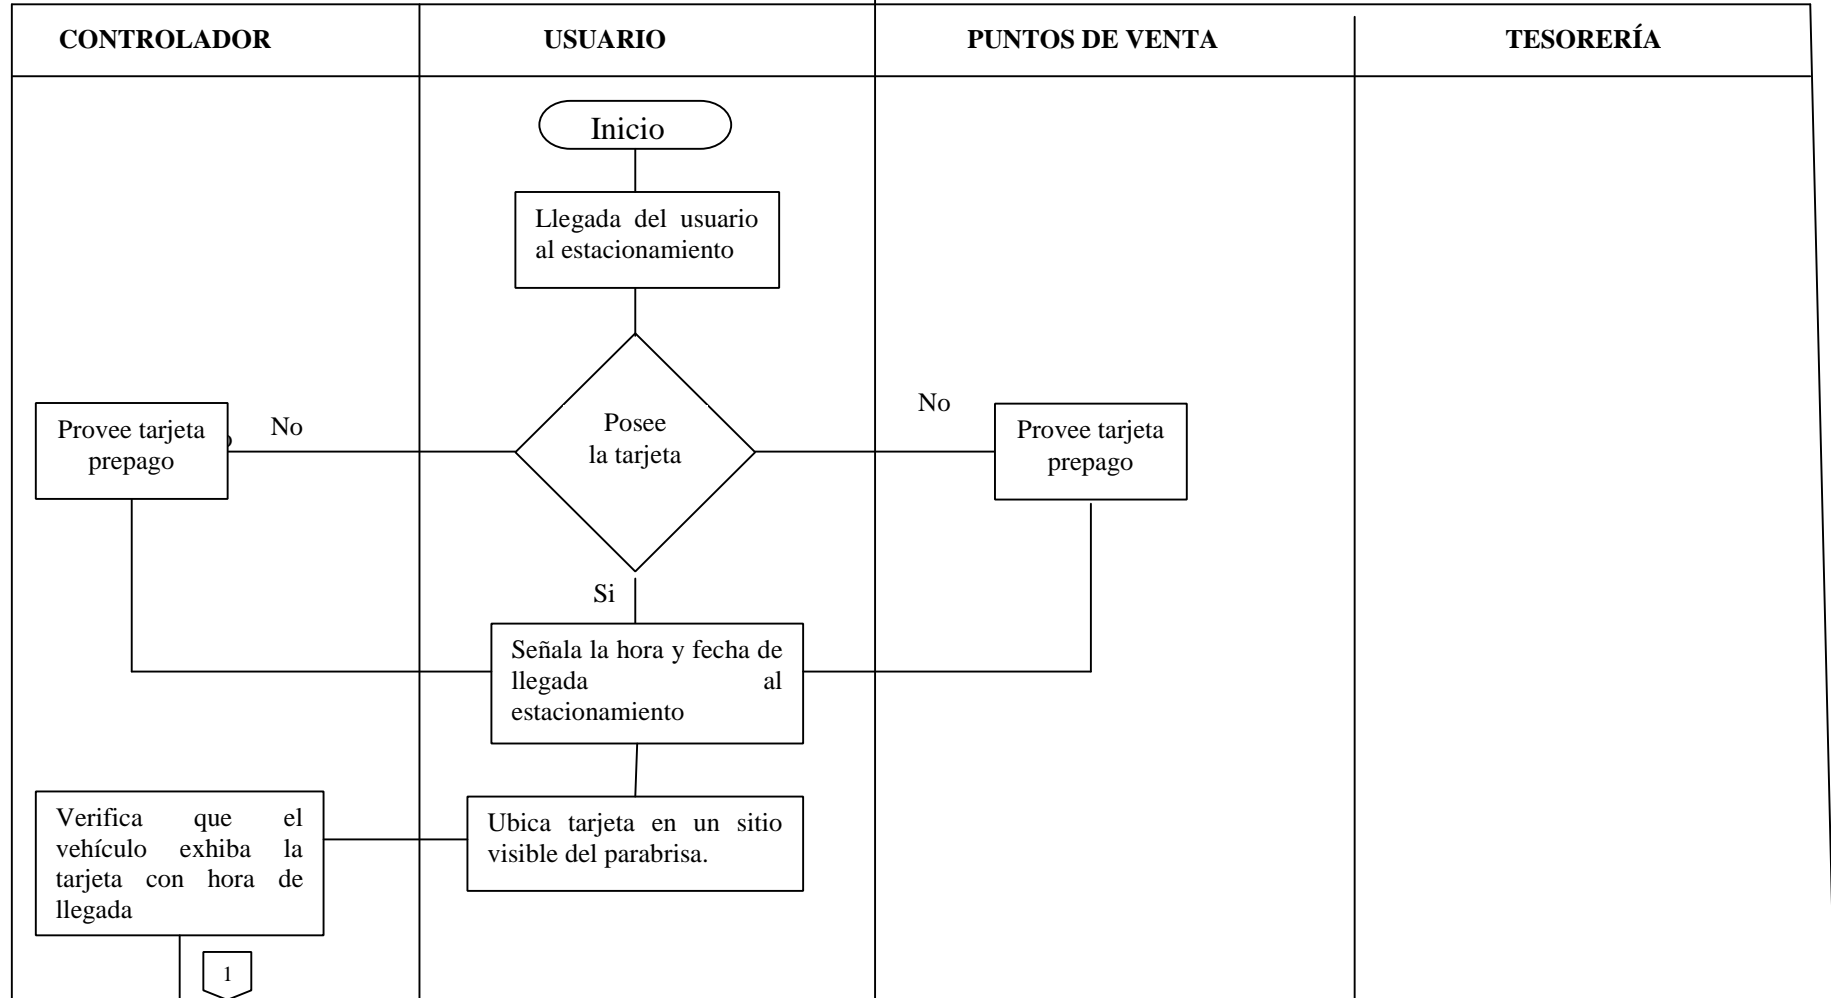 CONTROLADOR
USUARIO
PUNTOS DE VENTA
TESORERÍA
Inicio
Llegada del usuario
al estacionamiento
Posee
la tarjeta
No
Provee tarjeta
prepago
No
Provee tarjeta
prepago
Si
Señala la hora y fecha de
llegada al
estacionamiento
Ubica tarjeta en un sitio
visible del parabrisa.
Verifica que el
vehículo exhiba la
tarjeta con hora de
llegada
1